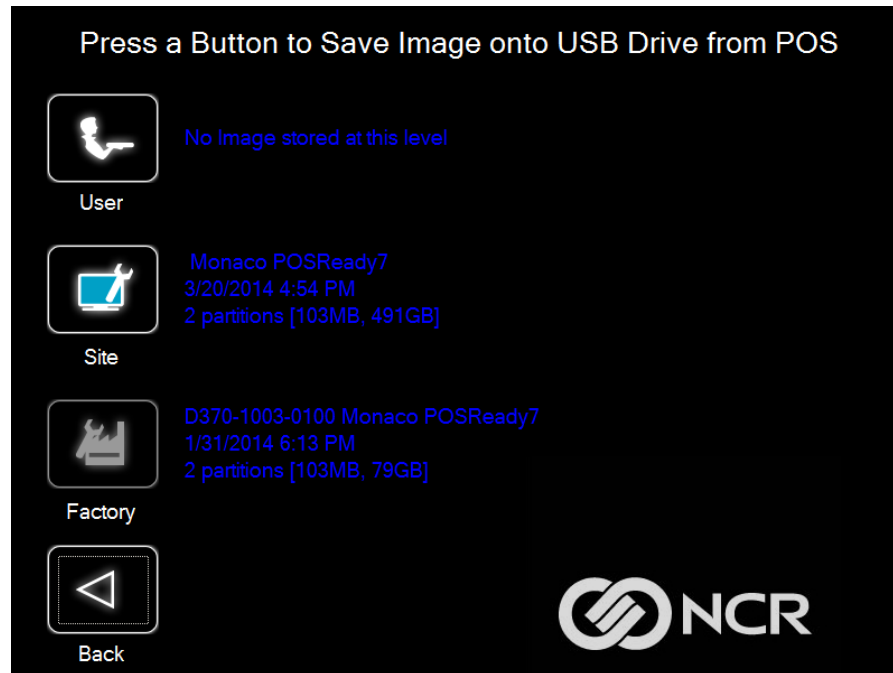 Press a Button to Save Image onto USB Drive from POS
No Image stored at this level
User
Monaco POSReady7
3/20/2014 4:54 PM
2 partitions [103MB, 491GB]
Site
D370-1003-0100 Monaco POSReady7
1/31/2014 6:13 PM
2 partitions [103MB, 79GB]
Factory
Back
NCR